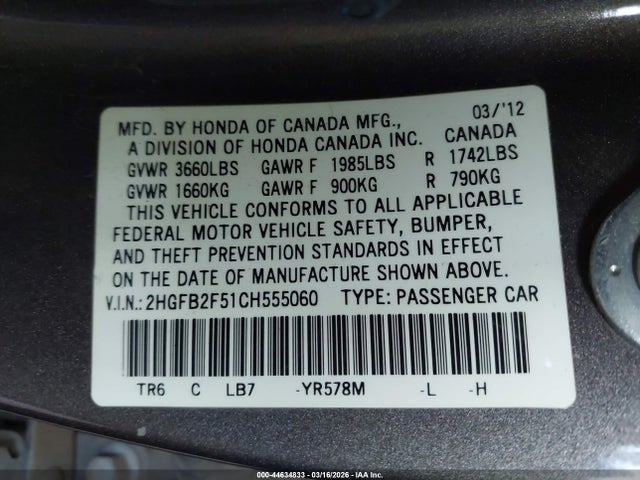 03/'12
MFD. BY HONDA OF CANADA MFG.,
A DIVISION OF HONDA CANADA INC. CANADA
GVWR 3660LBS GAWR F 1985LBS R 1742LBS
GVWR 1660KG GAWR F 900KG R 790KG
THIS VEHICLE CONFORMS TO ALL APPLICABLE
FEDERAL MOTOR VEHICLE SAFETY, BUMPER,
AND THEFT PREVENTION STANDARDS IN EFFECT
ON THE DATE OF MANUFACTURE SHOWN ABOVE.
V.I.N.:2HGFB2F51CH555060 TYPE:PASSENGER CAR
TR6 C LB7 -YR578M -L -H
000-44634833 - 03/16/2026 - IAA Inc.